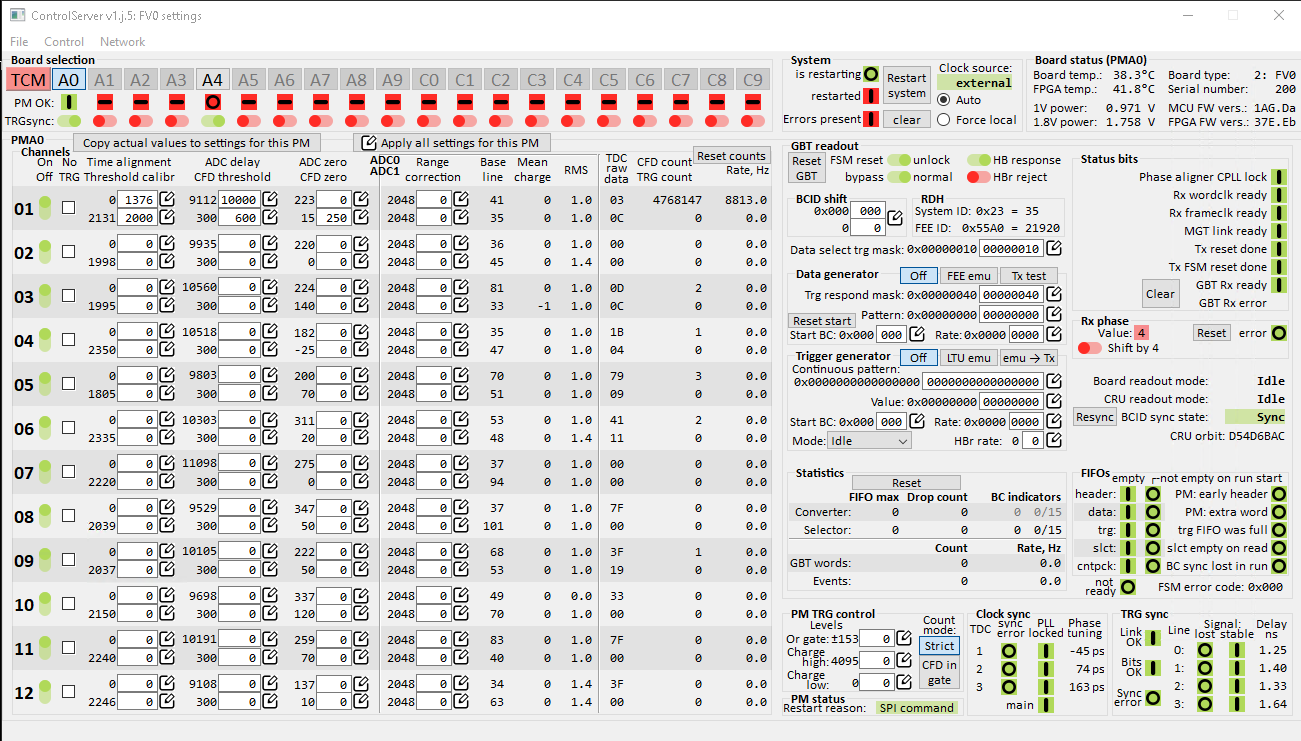 ControlServer v1.j.5: FV0 settings
File Control Network
Board selection
TCM A0 A1 A2 A3 A4 A5 A6 A7 A8 A9 C0 C1 C2 C3 C4 C5 C6 C7 C8 C9
PM OK:
TRGsync:
System
is restarting
restarted
Errors present
Restart system
clear
Clock source:
external
Auto
Force local
Board status (PMA0)
Board temp.: 38.3°C Board type: 2: FV0
FPGA temp.: 41.8°C Serial number: 200
1V power: 0.971 V MCU FW vers.: 1AG.Da
1.8V power: 1.758 V FPGA FW vers.: 37E.Eb
PMA0
Copy actual values to settings for this PM
Apply all settings for this PM
Reset counts
Channels
On Off
No TRG
Time alignment
Threshold calibr
ADC delay
CFD threshold
ADC zero
CFD zero
ADC0
ADC1
Range correction
Base line
Mean charge
RMS
TDC raw data
CFD count
TRG count
Rate, Hz
01 1376 9112 10000 223 0 2048 0 41 0 1.0 03 4768147 8813.0
2131 2000 300 600 15 250 2048 0 35 0 1.0 0C 0 0.0
02 0 0 9935 0 220 0 2048 0 36 0 1.0 00 0 0.0
1998 0 300 0 0 0 2048 0 45 0 1.4 00 0 0.0
03 0 0 10560 0 224 0 2048 0 81 0 1.0 0D 2 0.0
1995 0 300 0 140 0 2048 0 33 -1 1.0 0C 0 0.0
04 0 0 10518 0 182 0 2048 0 35 0 1.0 1B 1 0.0
2350 0 300 0 -25 0 2048 0 47 0 1.0 04 0 0.0
05 0 0 9803 0 200 0 2048 0 70 0 1.0 79 3 0.0
1805 0 300 0 70 0 2048 0 51 0 1.0 09 0 0.0
06 0 0 10303 0 311 0 2048 0 53 0 1.0 41 2 0.0
2335 0 300 0 20 0 2048 0 48 0 1.4 11 0 0.0
07 0 0 11098 0 275 0 2048 0 37 0 1.0 00 0 0.0
2220 0 300 0 0 0 2048 0 94 0 1.0 00 0 0.0
08 0 0 9529 0 347 0 2048 0 37 0 1.0 7F 0 0.0
2039 0 300 0 50 0 2048 0 101 0 1.0 00 0 0.0
09 0 0 10105 0 222 0 2048 0 68 0 1.0 3F 1 0.0
2037 0 300 0 50 0 2048 0 53 0 1.0 19 0 0.0
10 0 0 9698 0 337 0 2048 0 49 0 0.0 33 0 0.0
2150 0 300 0 120 0 2048 0 70 0 1.0 00 0 0.0
11 0 0 10191 0 259 0 2048 0 83 0 1.0 7F 0 0.0
2240 0 300 0 70 0 2048 0 40 0 1.0 00 0 0.0
12 0 0 9108 0 137 0 2048 0 34 0 1.4 3F 0 0.0
2246 0 300 0 10 0 2048 0 63 0 1.4 00 0 0.0
GBT readout
Reset GBT
FSM reset unlock HB response
bypass normal HBr reject
BCID shift
0x000 000
0 0
RDH
System ID: 0x23 = 35
FEE ID: 0x55A0 = 21920
Data select trg mask: 0x00000010 00000010
Data generator Off FEE emu Tx test
Trg respond mask: 0x00000040 00000040
Reset start Pattern: 0x00000000 00000000
Start BC: 0x000 000 Rate: 0x0000 0000
Trigger generator Off LTU emu emu → Tx
Continuous pattern:
0x0000000000000000 0000000000000000
Value: 0x00000000 00000000
Start BC: 0x000 000 Rate: 0x0000 0000
Mode: Idle HBr rate: 0 0
Statistics
Reset
FIFO max Drop count BC indicators
Converter: 0 0 0 0/15
Selector: 0 0 0 0/15
Count Rate, Hz
GBT words: 0 0.0
Events: 0 0.0
Status bits
Phase aligner CPLL lock
Rx wordclk ready
Rx frameclk ready
MGT link ready
Tx reset done
Tx FSM reset done
GBT Rx ready
GBT Rx error
Clear
Rx phase
Value: 4 Reset error
Shift by 4
Board readout mode: Idle
CRU readout mode: Idle
Resync BCID sync state: Sync
CRU orbit: D54D6BAC
FIFOs empty not empty on run start
header: PM: early header
data: PM: extra word
trg: trg FIFO was full
slct: slct empty on read
cntpck: BC sync lost in run
not ready FSM error code: 0x000
PM TRG control
Levels
Or gate: ±153 0
Charge high: 4095 0
Charge low: 0 0
Count mode:
Strict
CFD in gate
PM status
Restart reason: SPI command
Clock sync
TDC sync error PLL locked Phase tuning
1 -45 ps
2 74 ps
3 163 ps
main
TRG sync
Link OK
Bits OK
Sync error
Line Signal: lost stable Delay ns
0: 1.25
1: 1.40
2: 1.33
3: 1.64